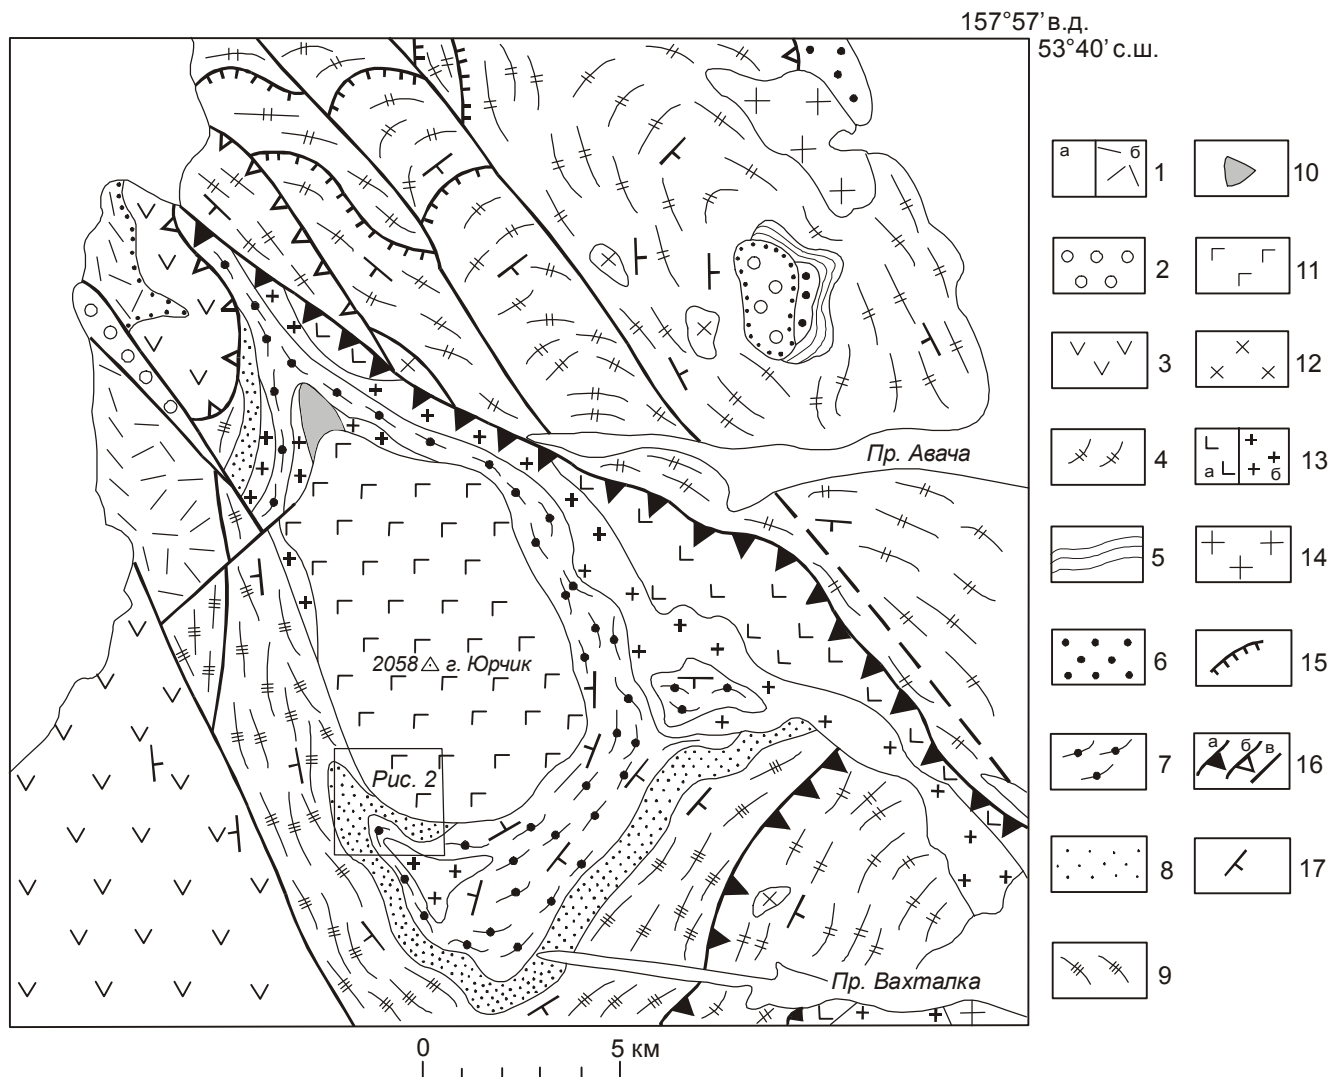 157°57' в.д.
53°40' с.ш.
а б 1
10
2
11
3
12
4
а б 13
5
14
6
15
7
а б в 16
8
17
9
Пр. Авача
2058 г. Юрчик
Рис. 2
Пр. Вахталка
0 5 км